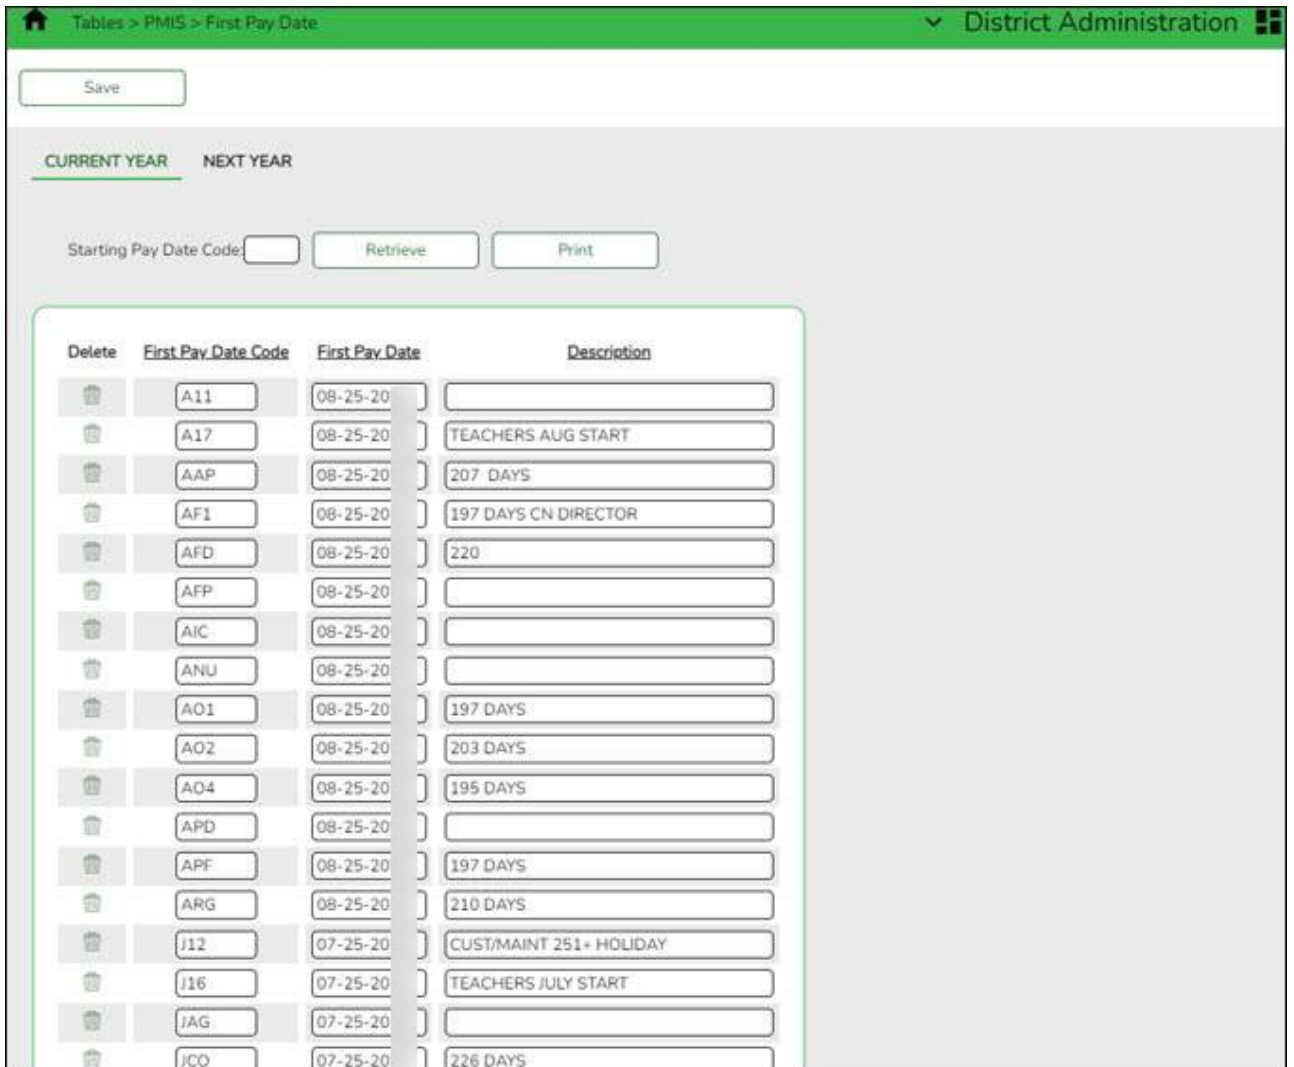 Tables > PMIS > First Pay Date District Administration
Save
CURRENT YEAR NEXT YEAR
Starting Pay Date Code: Retrieve Print
Delete First Pay Date Code First Pay Date Description
A11 08-25-20
A17 08-25-20 TEACHERS AUG START
AAP 08-25-20 207 DAYS
AF1 08-25-20 197 DAYS CN DIRECTOR
AFD 08-25-20 220
AFP 08-25-20
AIC 08-25-20
ANU 08-25-20
AO1 08-25-20 197 DAYS
AO2 08-25-20 203 DAYS
AO4 08-25-20 195 DAYS
APD 08-25-20
APF 08-25-20 197 DAYS
ARG 08-25-20 210 DAYS
J12 07-25-20 CUST/MAINT 251+ HOLIDAY
J16 07-25-20 TEACHERS JULY START
JAG 07-25-20
JCO 07-25-20 226 DAYS